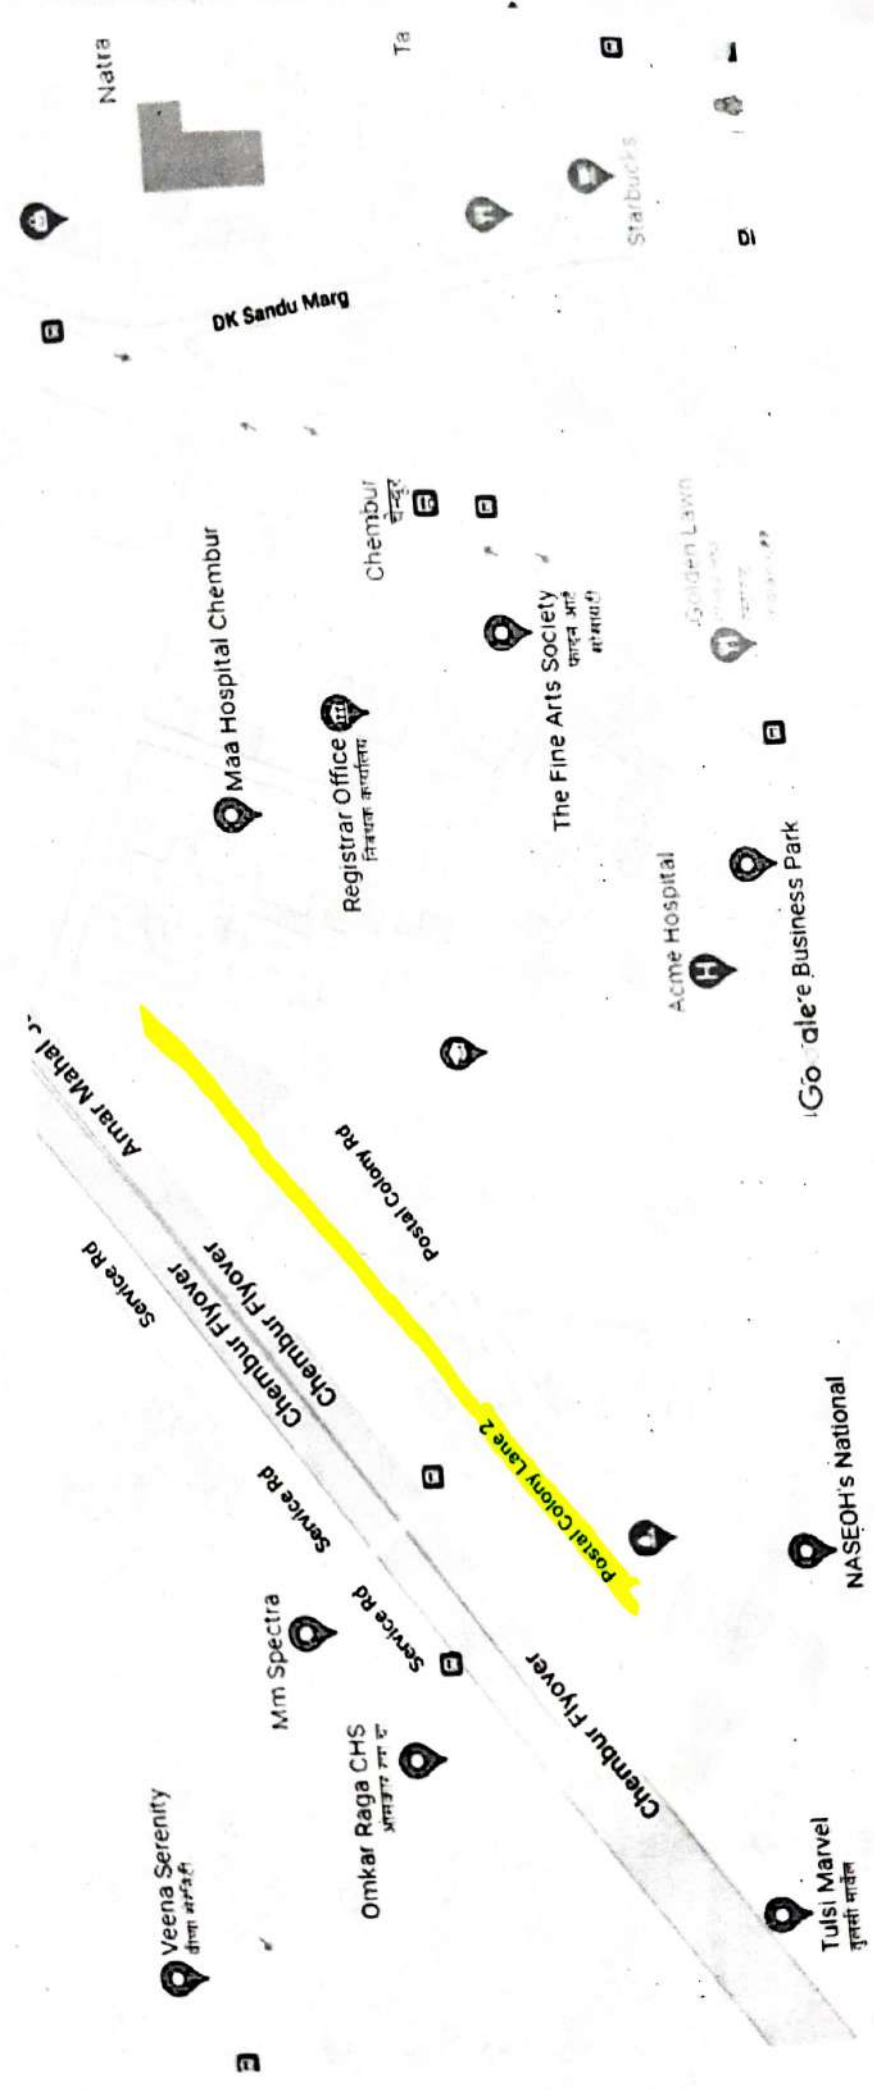 Veena Serenity
Mm Spectra
Omkar Raga CHS
Tulsi Marvel
तुलसी मार्वल
Service Rd
Service Rd
Service Rd
Amar Mahal
Chembur Flyover
Chembur Flyover
Chembur Flyover
Postal Colony Lane 2
Postal Colony Rd
NASEOH's National
Maa Hospital Chembur
Registrar Office
निबंधक कार्यालय
Chembur
चेम्बूर
The Fine Arts Society
फाइन आर्ट
सोसायटी
Acme Hospital
Business Park
Golden Lawn
DK Sandu Marg
Starbucks
Natra
Ta